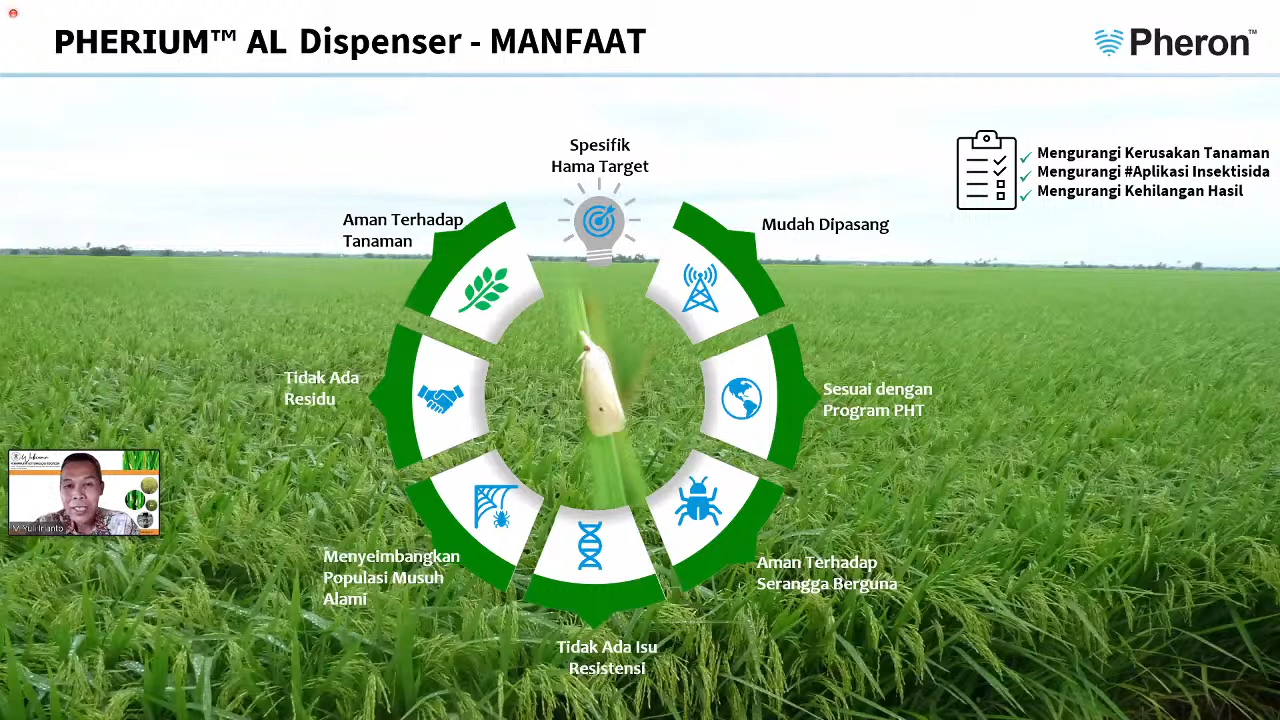 PHERIUM™ AL Dispenser - MANFAAT
Pheron™
Spesifik
Hama Target
Mengurangi Kerusakan Tanaman
Mengurangi #Aplikasi Insektisida
Mengurangi Kehilangan Hasil
Aman Terhadap
Tanaman
Mudah Dipasang
Tidak Ada
Residu
Sesuai dengan
Program PHT
Menyeimbangkan
Populasi Musuh
Alami
Aman Terhadap
Serangga Berguna
Tidak Ada Isu
Resistensi
M Yuli Irianto